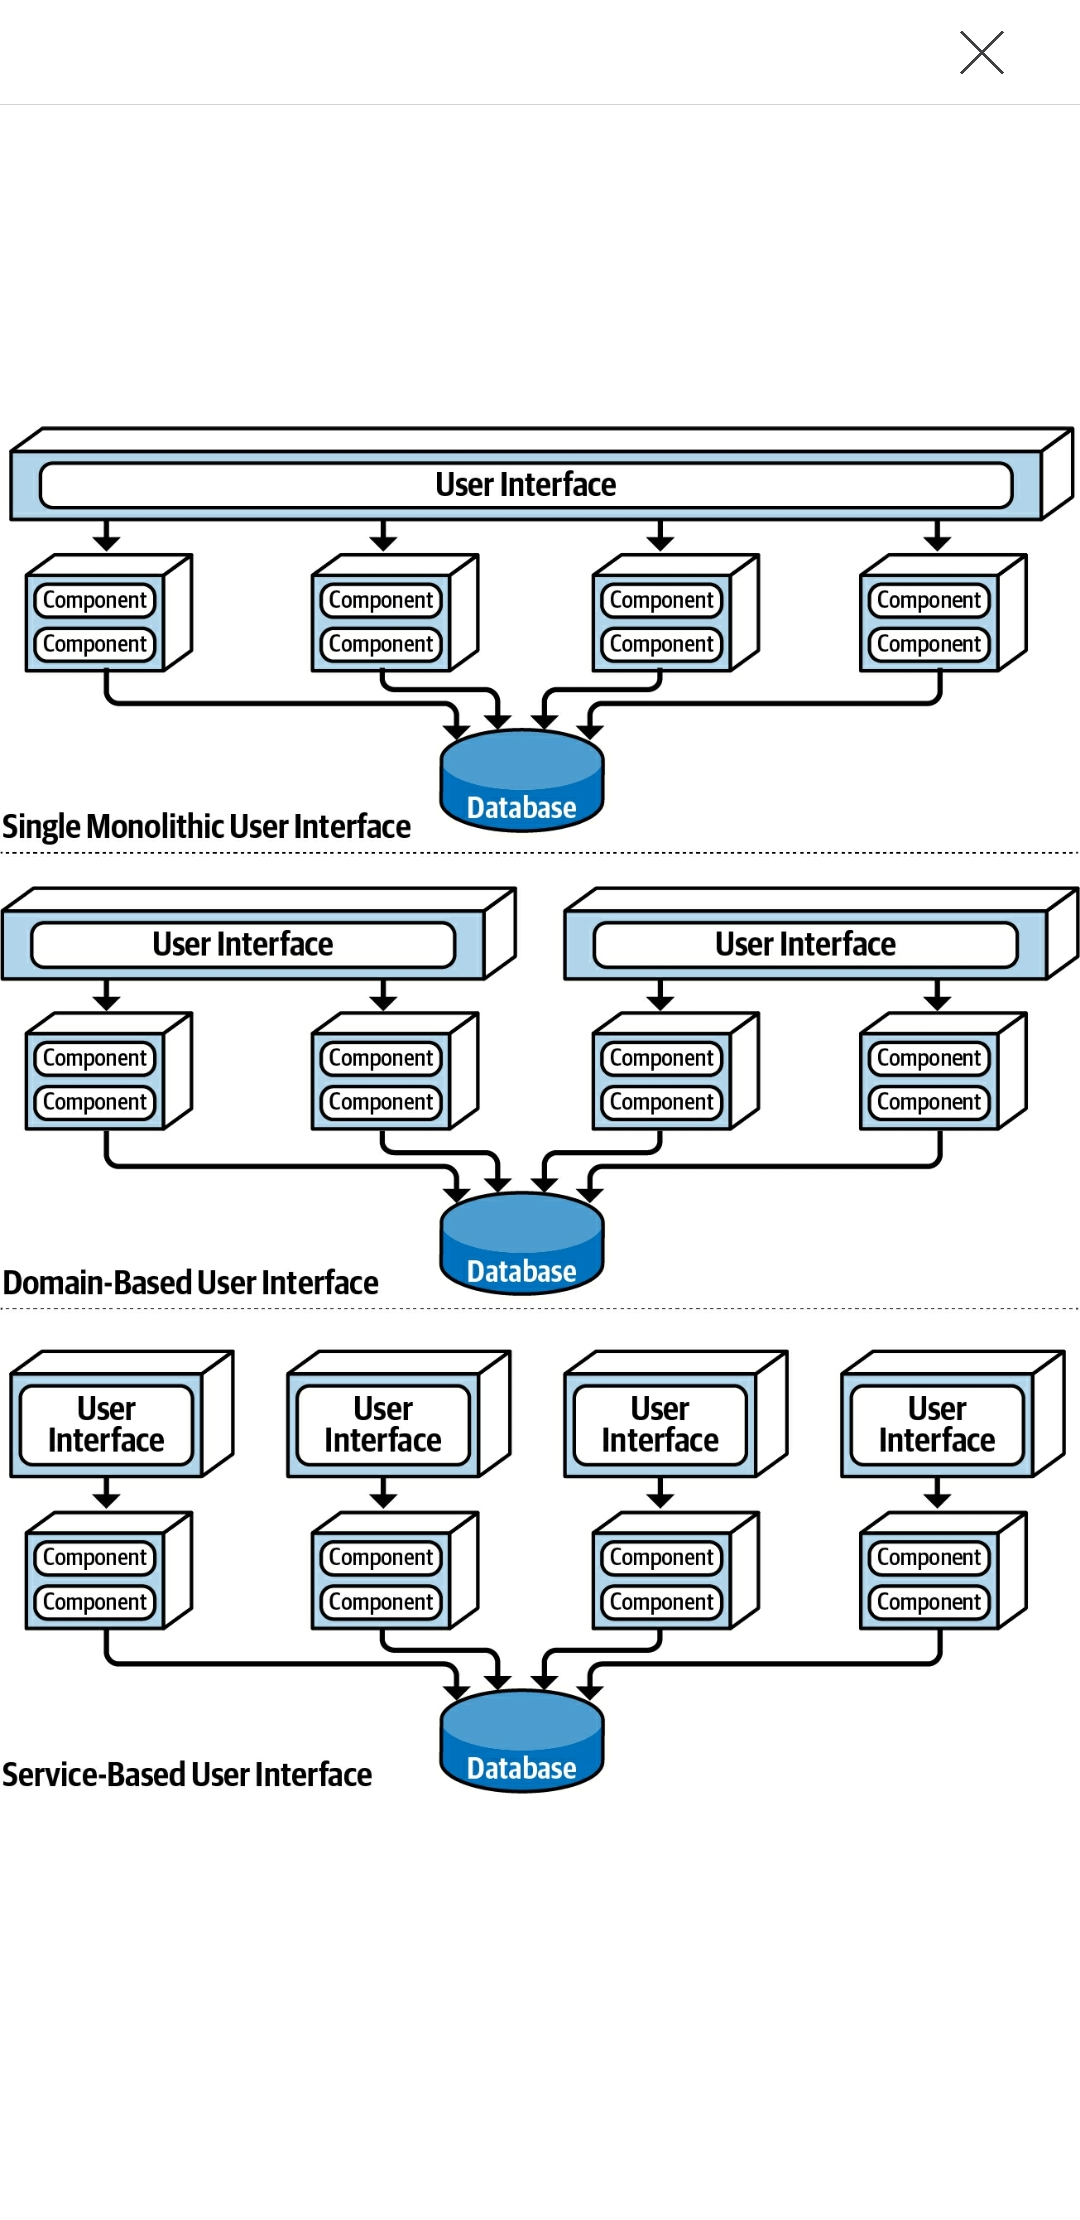 User Interface
Component Component Component Component
Component Component Component Component
Database
Single Monolithic User Interface
User Interface User Interface
Component Component Component Component
Component Component Component Component
Database
Domain-Based User Interface
User User User User
Interface Interface Interface Interface
Component Component Component Component
Component Component Component Component
Database
Service-Based User Interface